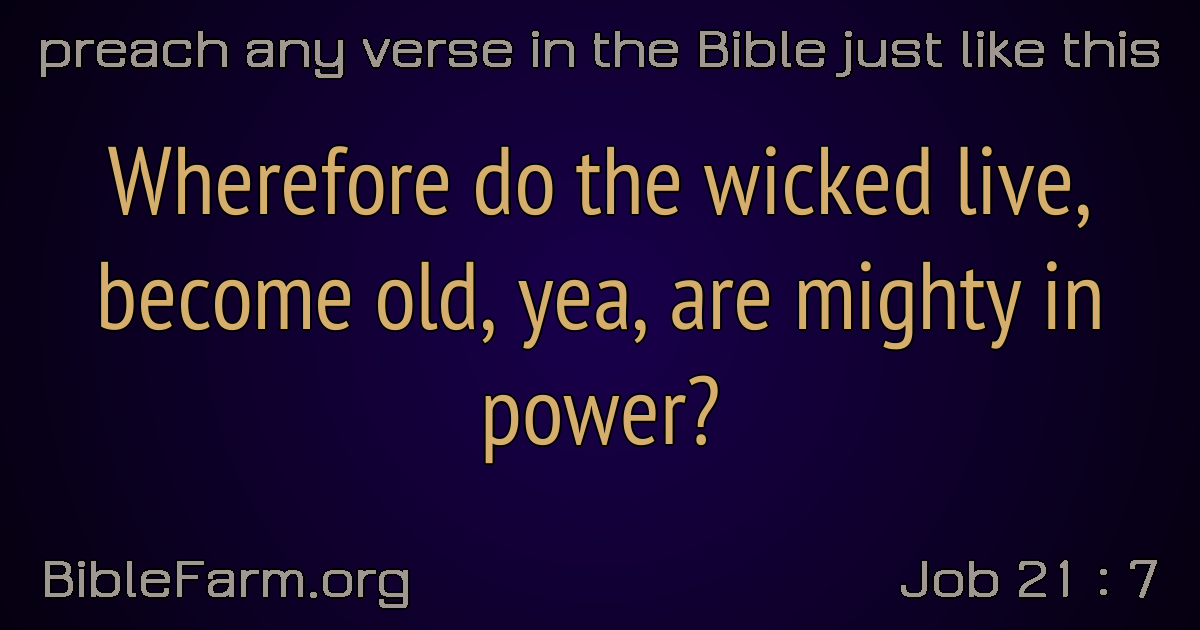 preach any verse in the Bible just like this
Wherefore do the wicked live,
become old, yea, are mighty in
power?
BibleFarm.org
Job 21 : 7